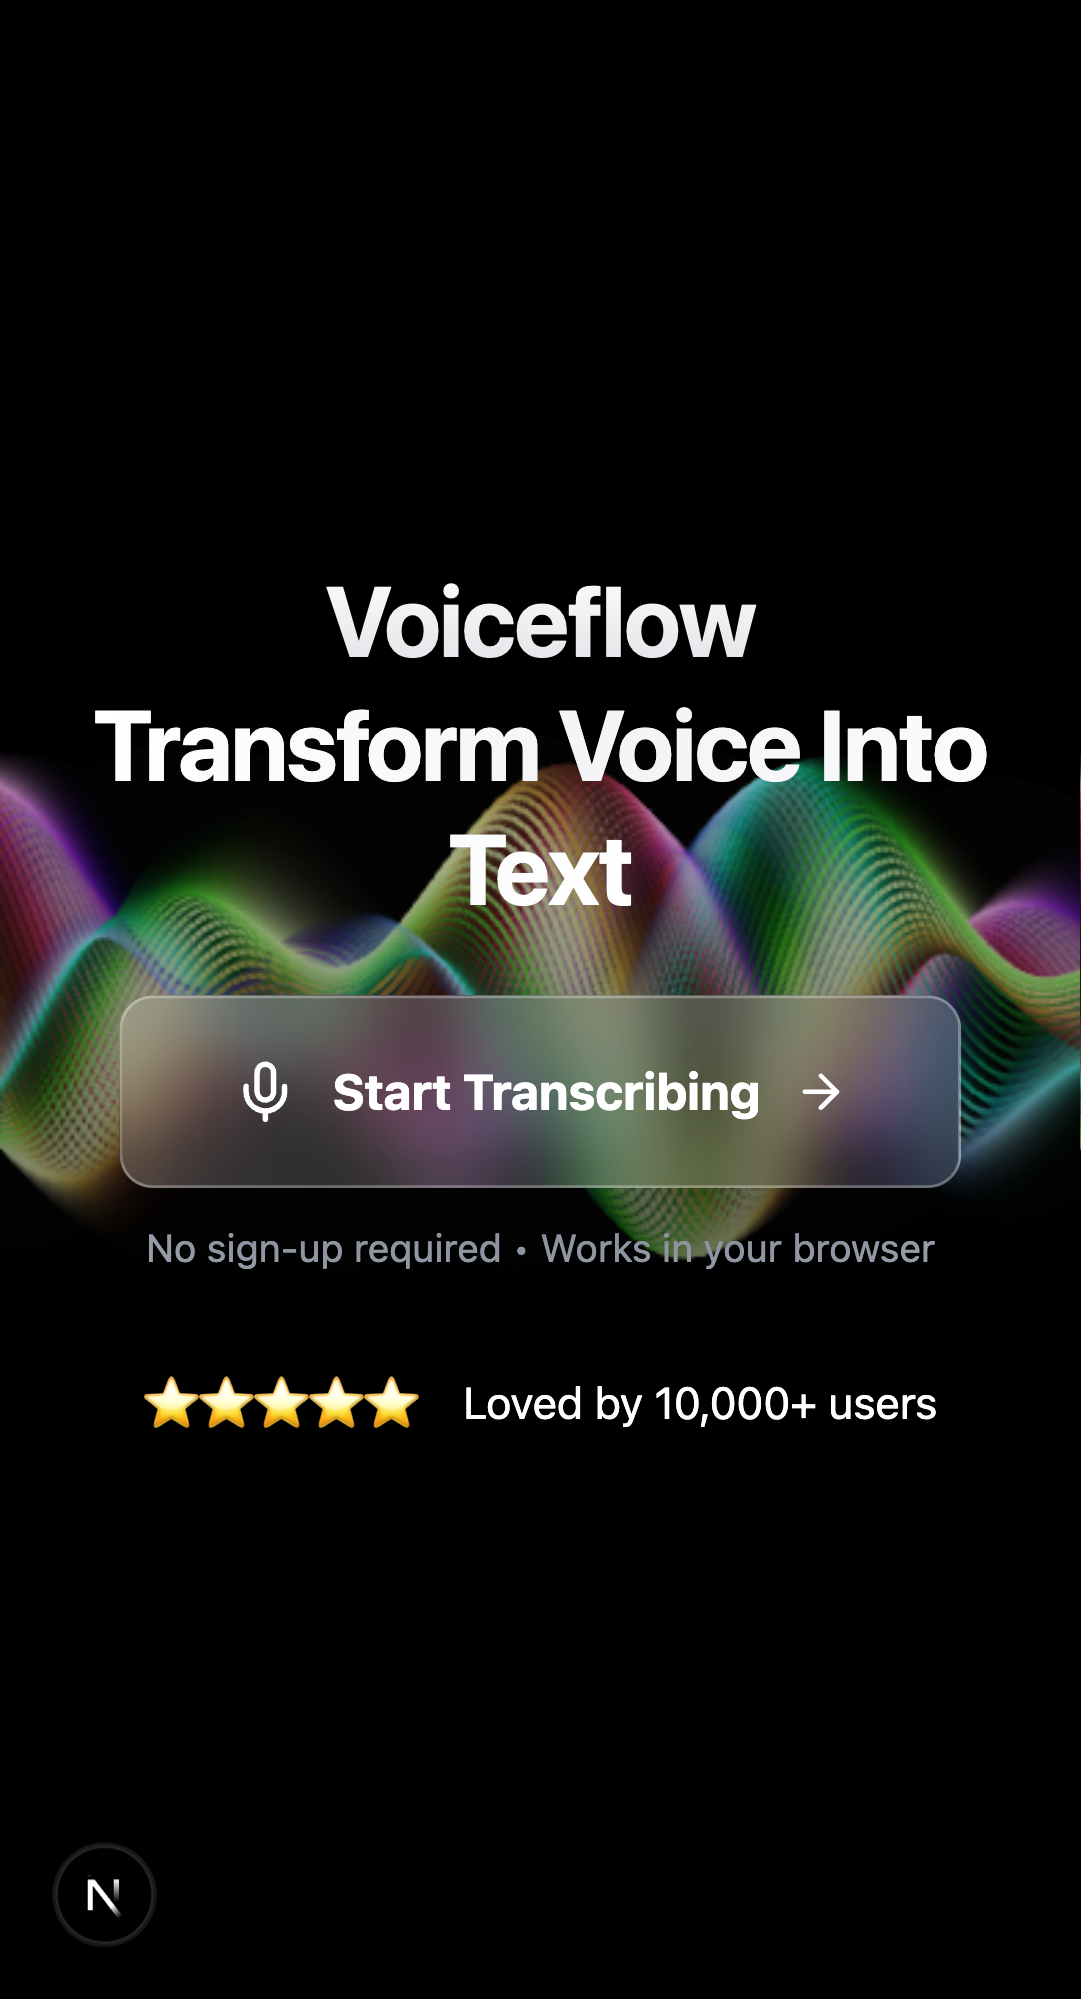 Voiceflow
Transform Voice Into
Text
Start Transcribing
No sign-up required • Works in your browser
Loved by 10,000+ users
N